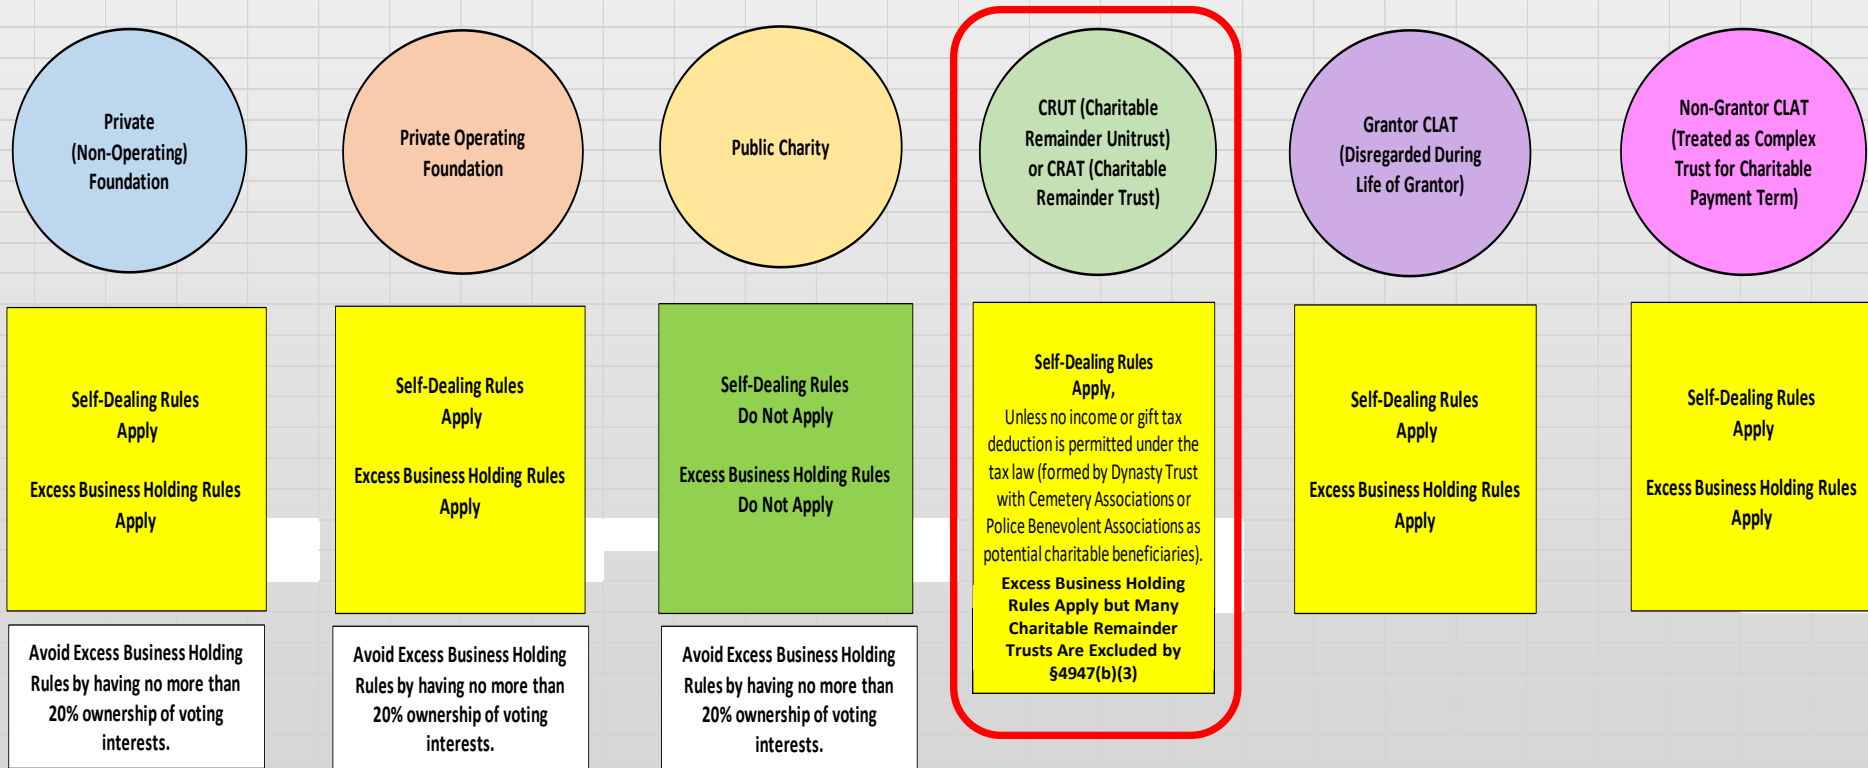 Private
(Non-Operating)
Foundation
Private Operating
Foundation
Public Charity
CRUT (Charitable
Remainder Unitrust)
or CRAT (Charitable
Remainder Trust)
Grantor CLAT
(Disregarded During
Life of Grantor)
Non-Grantor CLAT
(Treated as Complex
Trust for Charitable
Payment Term)
Self-Dealing Rules
Apply
Excess Business Holding Rules
Apply
Self-Dealing Rules
Apply
Excess Business Holding Rules
Apply
Self-Dealing Rules
Do Not Apply
Excess Business Holding Rules
Do Not Apply
Self-Dealing Rules
Apply,
Unless no income or gift tax
deduction is permitted under the
tax law (formed by Dynasty Trust
with Cemetery Associations or
Police Benevolent Associations as
potential charitable beneficiaries).
Excess Business Holding
Rules Apply but Many
Charitable Remainder
Trusts Are Excluded by
§4947(b)(3)
Self-Dealing Rules
Apply
Excess Business Holding Rules
Apply
Self-Dealing Rules
Apply
Excess Business Holding Rules
Apply
Avoid Excess Business Holding
Rules by having no more than
20% ownership of voting
interests.
Avoid Excess Business Holding
Rules by having no more than
20% ownership of voting
interests.
Avoid Excess Business Holding
Rules by having no more than
20% ownership of voting
interests.